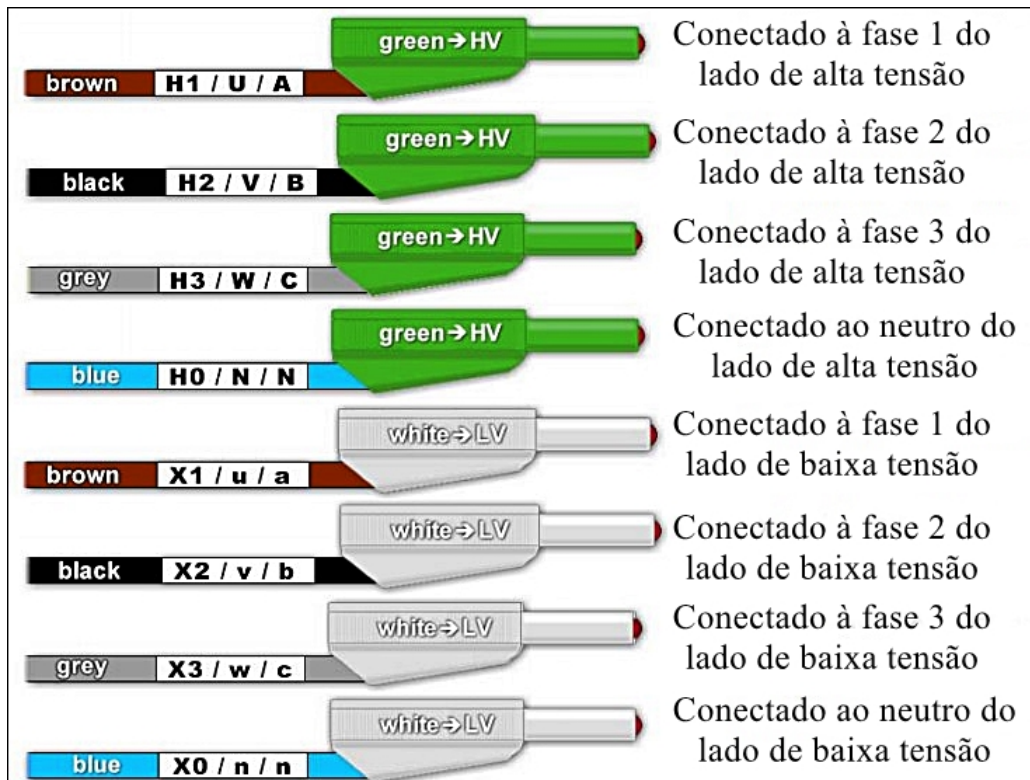 green→HV
Conectado à fase 1 do
lado de alta tensão
brown H1 / U / A
green→HV
Conectado à fase 2 do
lado de alta tensão
black H2 / V / B
green→HV
Conectado à fase 3 do
lado de alta tensão
grey H3 / W / C
green→HV
Conectado ao neutro do
lado de alta tensão
blue H0 / N / N
white→LV
Conectado à fase 1 do
lado de baixa tensão
brown X1 / u / a
white→LV
Conectado à fase 2 do
lado de baixa tensão
black X2 / v / b
white→LV
Conectado à fase 3 do
lado de baixa tensão
grey X3 / w / c
white→LV
Conectado ao neutro do
lado de baixa tensão
blue X0 / n / n